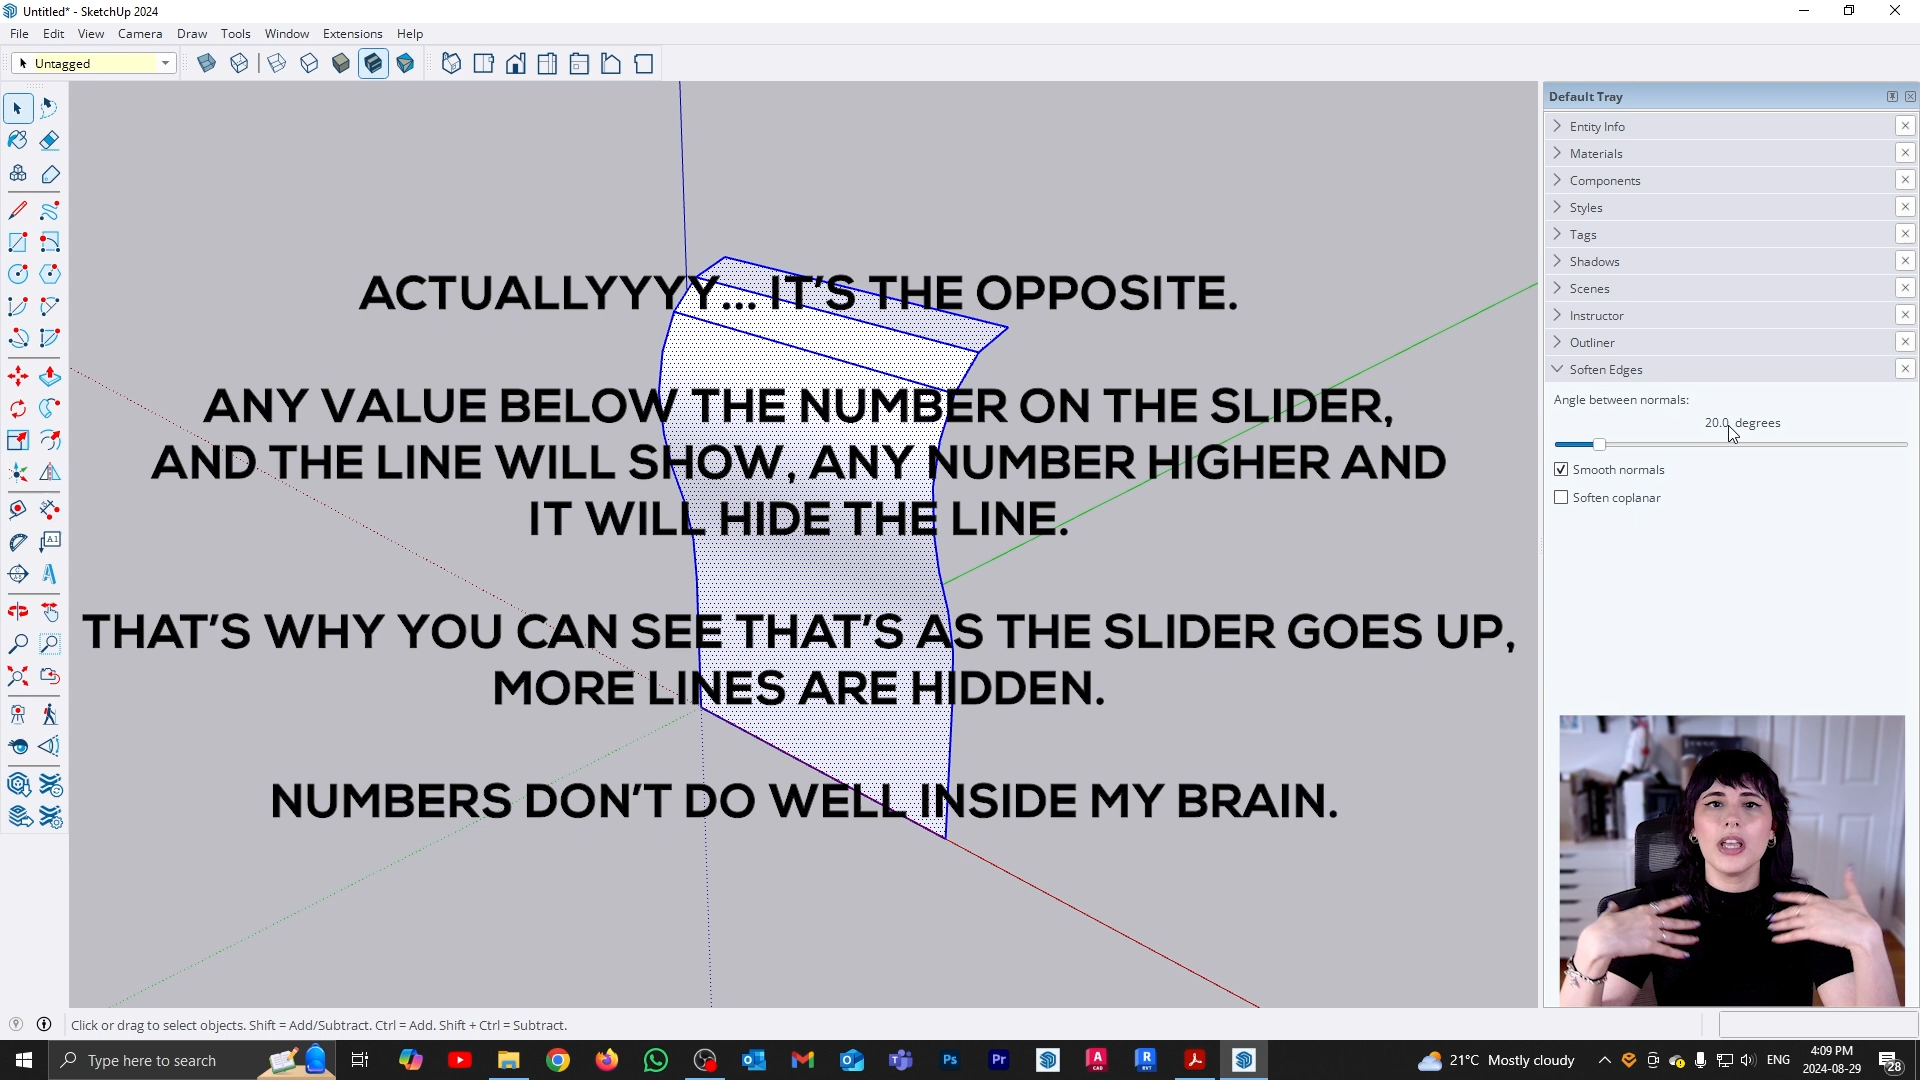 Untitled* - SketchUp 2024
File Edit View Camera Draw Tools Window Extensions Help
Untagged
Default Tray
Entity Info
Materials
Components
Styles
Tags
Shadows
Scenes
Instructor
Outliner
Soften Edges
Angle between normals:
20.0 degrees
Smooth normals
Soften coplanar
ACTUALLYYYY... IT'S THE OPPOSITE.
ANY VALUE BELOW THE NUMBER ON THE SLIDER,
AND THE LINE WILL SHOW, ANY NUMBER HIGHER AND
IT WILL HIDE THE LINE.
THAT'S WHY YOU CAN SEE THAT'S AS THE SLIDER GOES UP,
MORE LINES ARE HIDDEN.
NUMBERS DON'T DO WELL INSIDE MY BRAIN.
Click or drag to select objects. Shift = Add/Subtract. Ctrl = Add. Shift + Ctrl = Subtract.
Type here to search
21°C Mostly cloudy
ENG
4:09 PM
2024-08-29
28